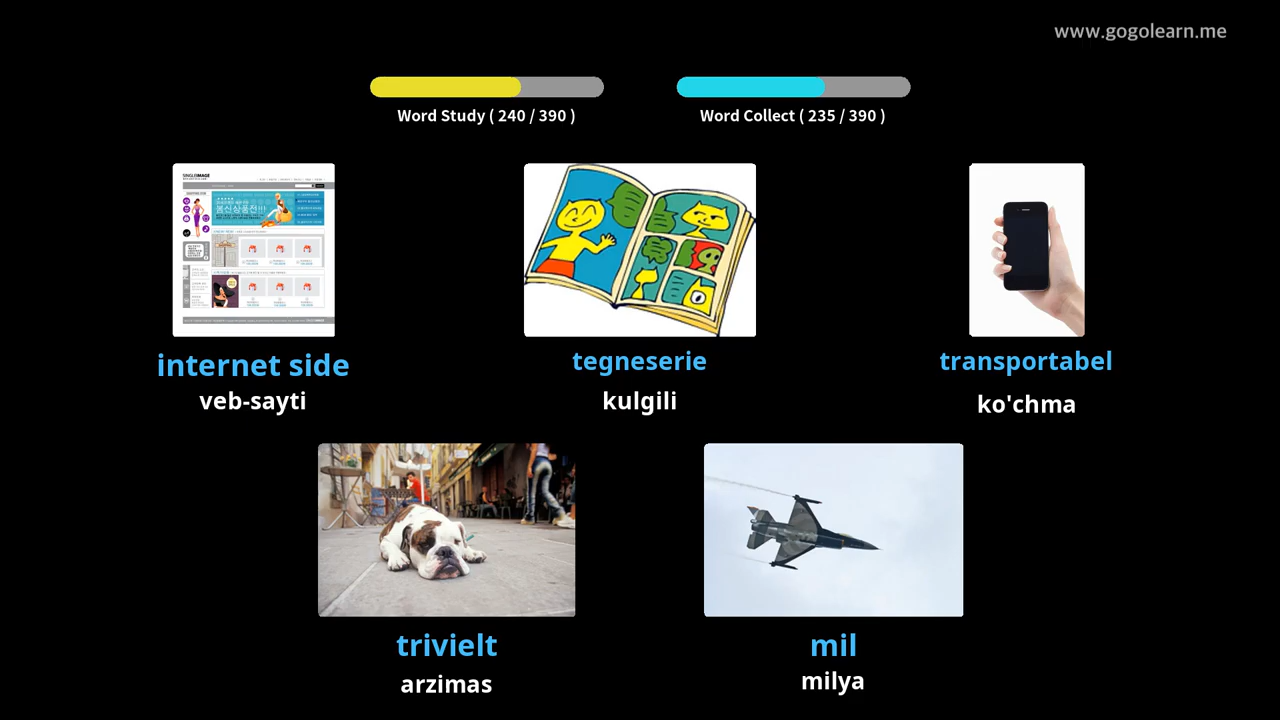 www.gogolearn.me
Word Study ( 240 / 390 )
Word Collect ( 235 / 390 )
internet side
veb-sayti
tegneserie
kulgili
transportabel
ko'chma
trivielt
arzimas
mil
milya